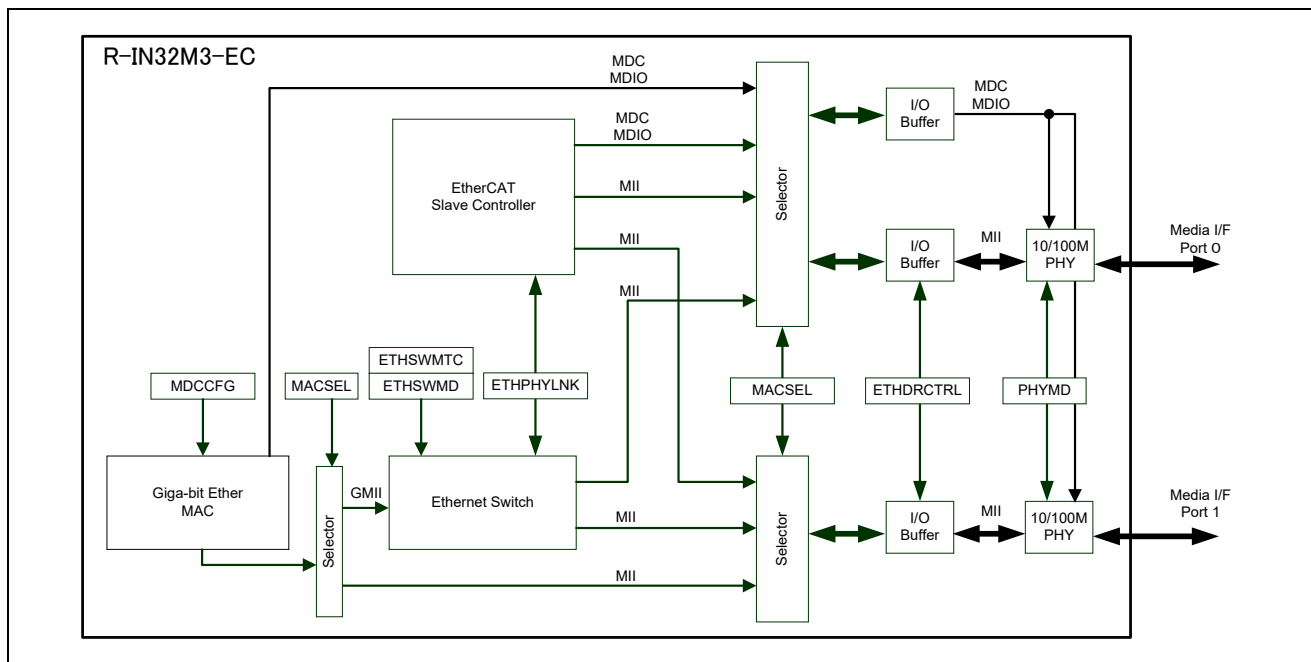 R-IN32M3-EC
MDC
MDIO
MDC
MDIO
MII
MII
MII
EtherCAT
Slave Controller
Selector
I/O
Buffer
MDC
MDIO
I/O
Buffer
MII
10/100M
PHY
Media I/F
Port 0
MDCCFG
MACSEL
ETHSWMTC
ETHSWMD
ETHPHYLNK
MACSEL
ETHDRCTRL
PHYMD
Giga-bit Ether
MAC
Selector
GMII
Ethernet Switch
MII
MII
Selector
I/O
Buffer
MII
10/100M
PHY
Media I/F
Port 1